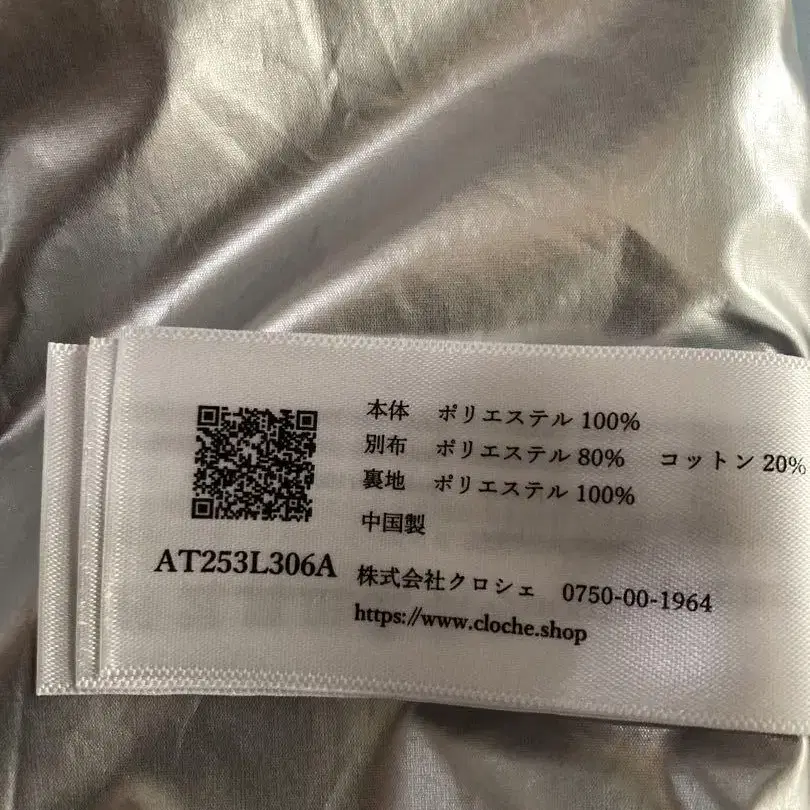 本体 ポリエステル 100%
別布 ポリエステル 80% コットン 20%
裏地 ポリエステル 100%
中国製
AT253L306A
株式会社クロシェ 0750-00-1964
https://www.cloche.shop